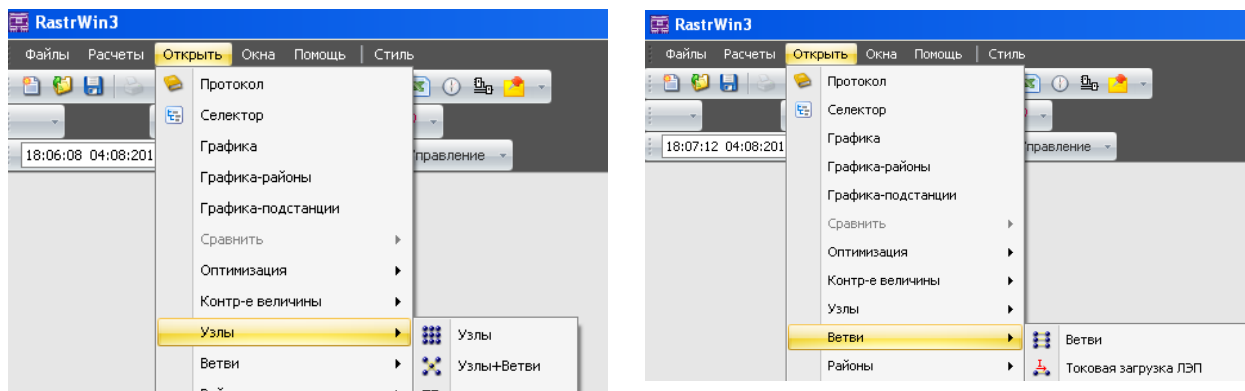 RastrWin3
Файлы Расчеты Открыть Окна Помощь | Стиль
Протокол
Селектор
18:06:08 04:08:201
Графика
правление
Графика-районы
Графика-подстанции
Сравнить
Оптимизация
Контр-е величины
Узлы
Узлы
Ветви
Узлы+Ветви
RastrWin3
Файлы Расчеты Открыть Окна Помощь | Стиль
Протокол
Селектор
18:07:12 04:08:201
Графика
правление
Графика-районы
Графика-подстанции
Сравнить
Оптимизация
Контр-е величины
Узлы
Ветви
Ветви
Районы
Токовая загрузка ЛЭП